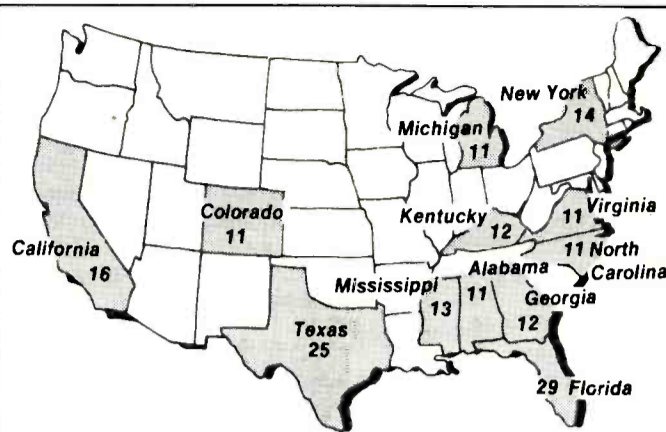 New York
14
Michigan
11
Virginia
11
Kentucky
12
Colorado
11
11 North
Carolina
California
16
Alabama
11
Mississippi
13
Georgia
12
Texas
25
29 Florida